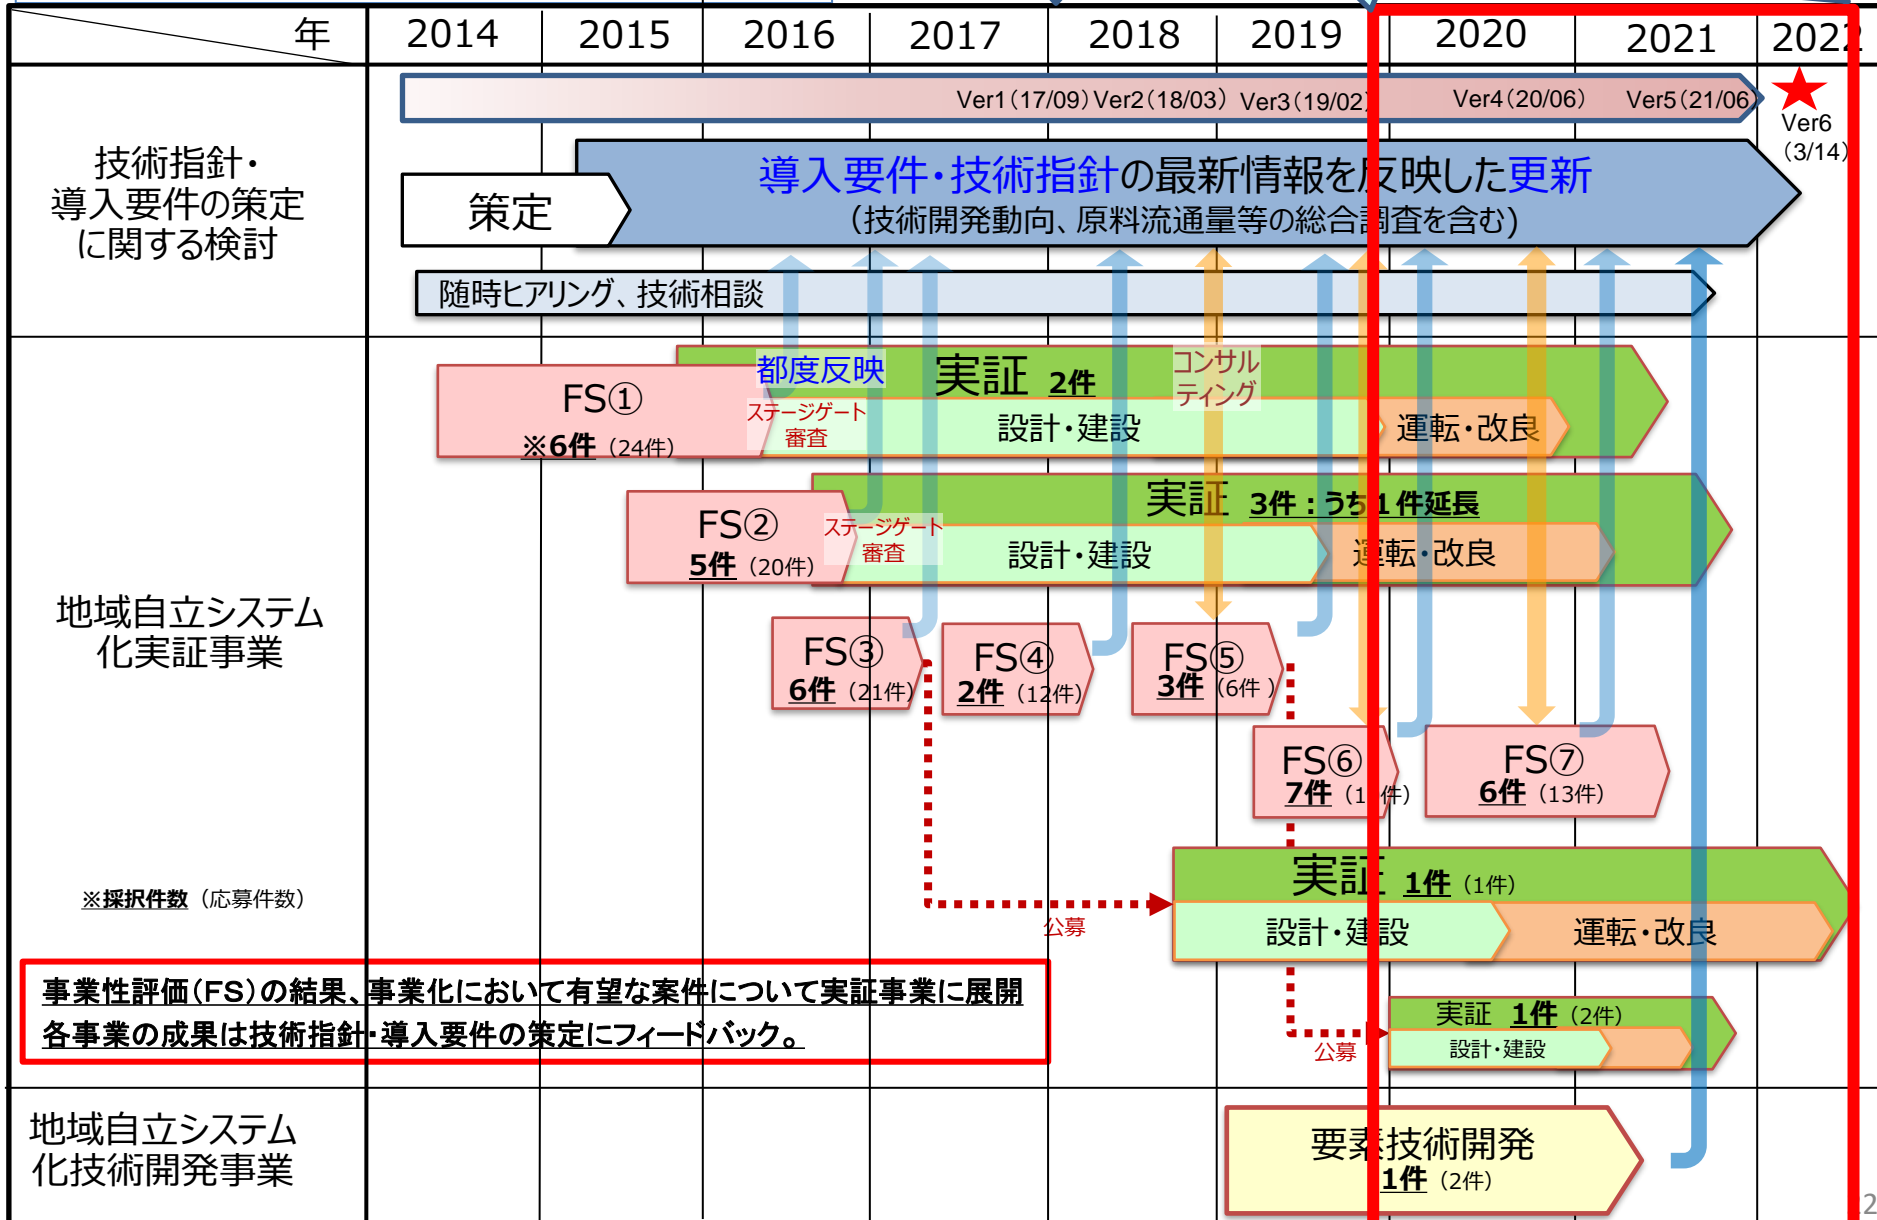 年
2014
2015
2016
2017
2018
2019
2020
2021
2022
技術指針・
導入要件の策定
に関する検討
Ver1（17/09）
Ver2（18/03）
Ver3（19/02）
Ver4（20/06）
Ver5（21/06）
Ver6
（3/14）
策定
導入要件・技術指針の最新情報を反映した更新
（技術開発動向、原料流通量等の総合調査を含む）
随時ヒアリング、技術相談
地域自立システム
化実証事業
FS①
※6件（24件）
都度反映
ステージゲート
審査
実証 2件
コンサル
ティング
設計・建設
運転・改良
FS②
5件（20件）
ステージゲート
審査
実証 3件：うち１件延長
設計・建設
運転・改良
FS③
6件（21件）
FS④
2件（12件）
FS⑤
3件（6件 ）
FS⑥
7件
FS⑦
6件（13件）
公募
実証 1件（1件）
設計・建設
運転・改良
※採択件数（応募件数）
事業性評価(FS)の結果、事業化において有望な案件について実証事業に展開
各事業の成果は技術指針・導入要件の策定にフィードバック。
公募
実証 1件（2件）
設計・建設
地域自立システム
化技術開発事業
要素技術開発
1件（2件）